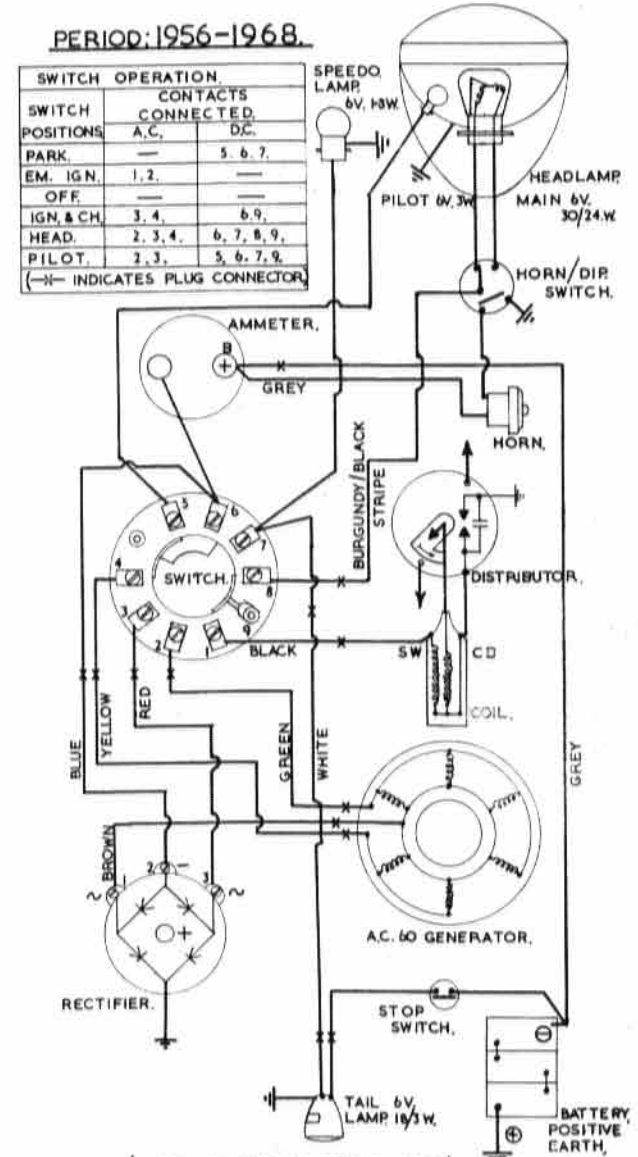 PERIOD: 1956-1968.
SWITCH OPERATION.
SWITCH POSITIONS
CONTACTS CONNECTED.
A.C. D.C.
PARK. — 5. 6. 7.
EM. IGN. 1,2. —
OFF. — —
IGN. & CH. 3,4. 6,9.
HEAD. 2,3,4. 6,7,8,9.
PILOT. 2,3. 5,6,7,9.
(—X— INDICATES PLUG CONNECTOR)
SPEEDO.
LAMP.
6V. 1·8W.
PILOT 6V. 3W.
HEADLAMP.
MAIN 6V.
30/24.W.
HORN/DIP
SWITCH.
AMMETER.
B
+
GREY
HORN.
BURGUNDY/BLACK
STRIPE
DISTRIBUTOR.
5
6
7
4
SWITCH.
8
3
2
1
9
BLACK
SW
CD
COIL.
BLUE
YELLOW
RED
GREEN
WHITE
GREY
BROWN
1
2 −
3
~
~
+
RECTIFIER.
A.C. 60 GENERATOR.
STOP
SWITCH.
TAIL 6V.
LAMP. 18/3W.
−
+
BATTERY.
POSITIVE
EARTH.